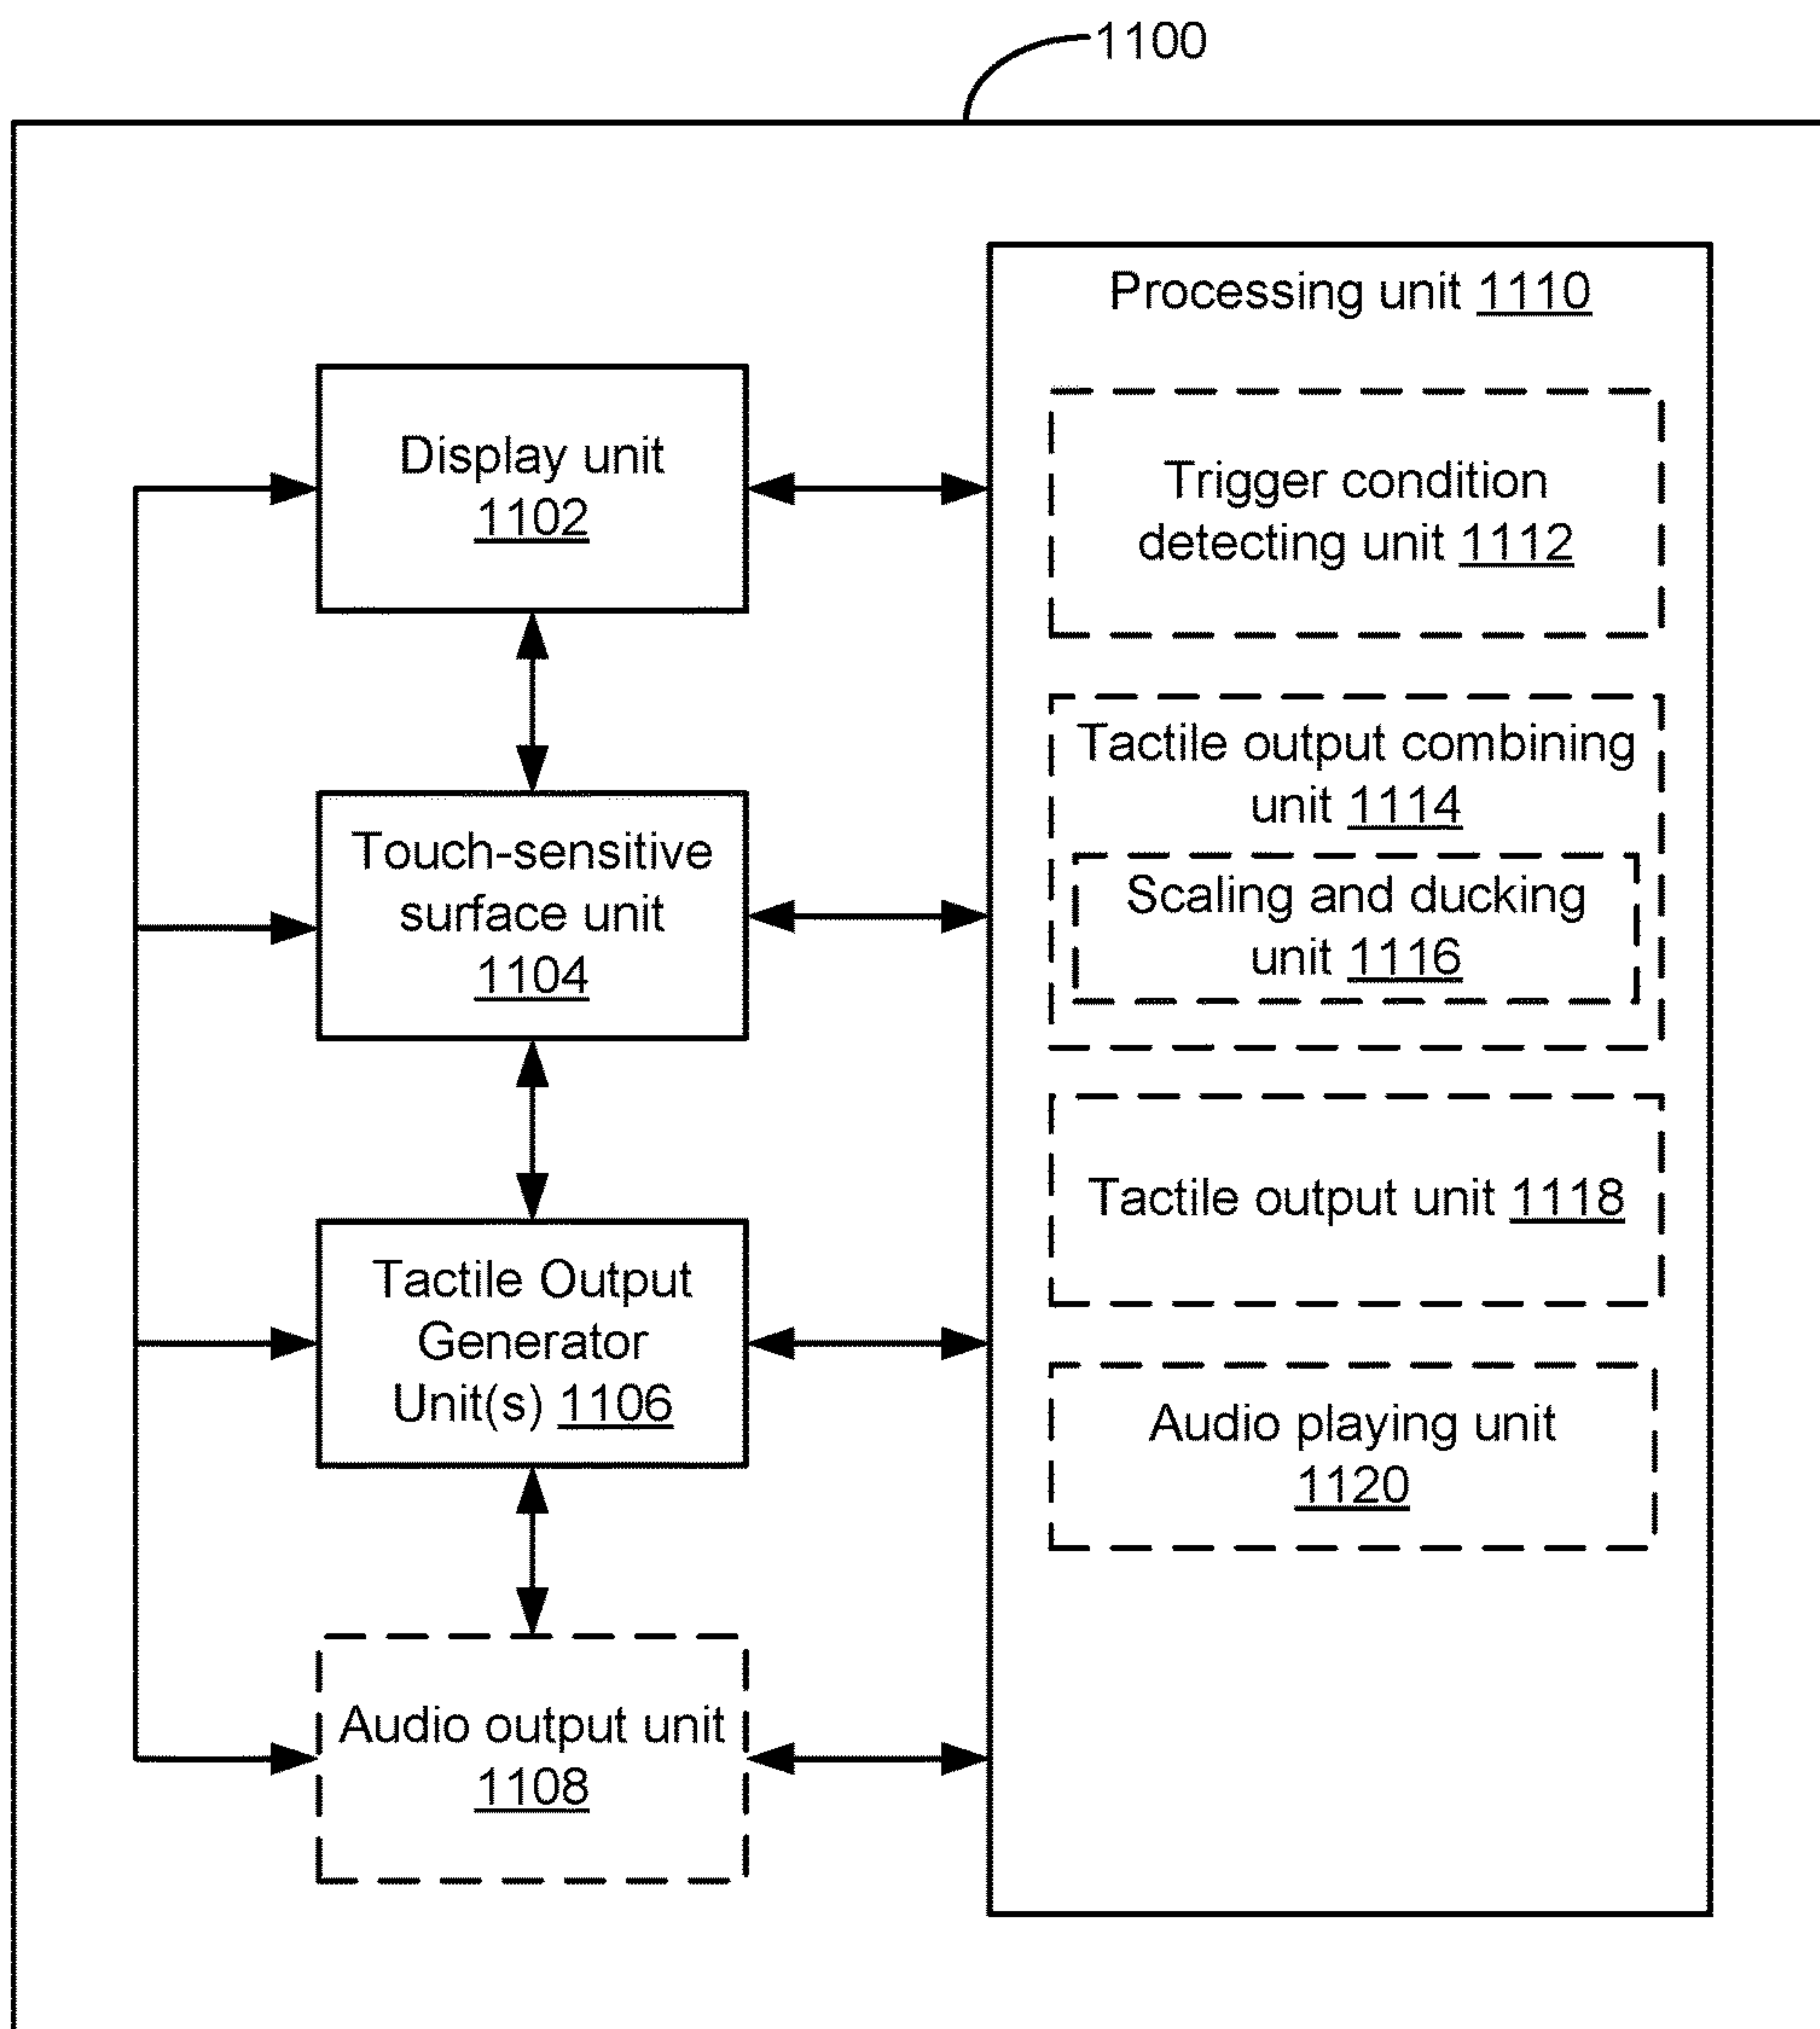 1100
Processing unit 1110
Display unit
1102
Trigger condition
detecting unit 1112
Tactile output combining
unit 1114
Scaling and ducking
unit 1116
Touch-sensitive
surface unit
1104
Tactile output unit 1118
Tactile Output
Generator
Unit(s) 1106
Audio playing unit
1120
Audio output unit
1108